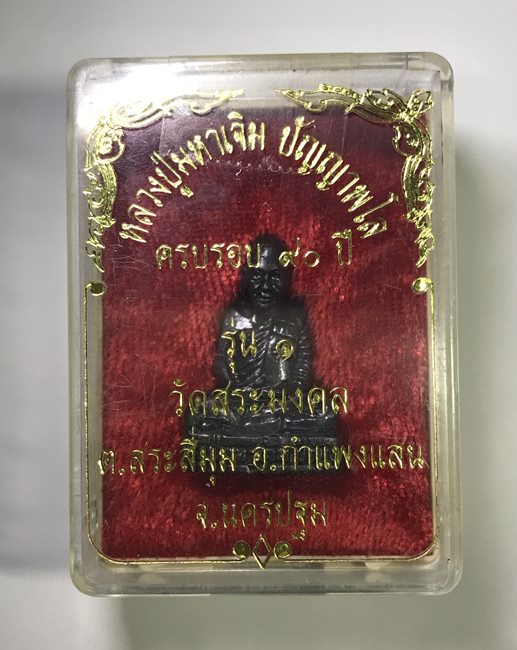 หลวงปู่มหาเจิม ปัญญาพโล
ครบรอบ ๙๐ ปี
รุ่น ๑
วัดสระมงคล
ต.สระสี่มุม อ.กำแพงแสน
จ.นครปฐม